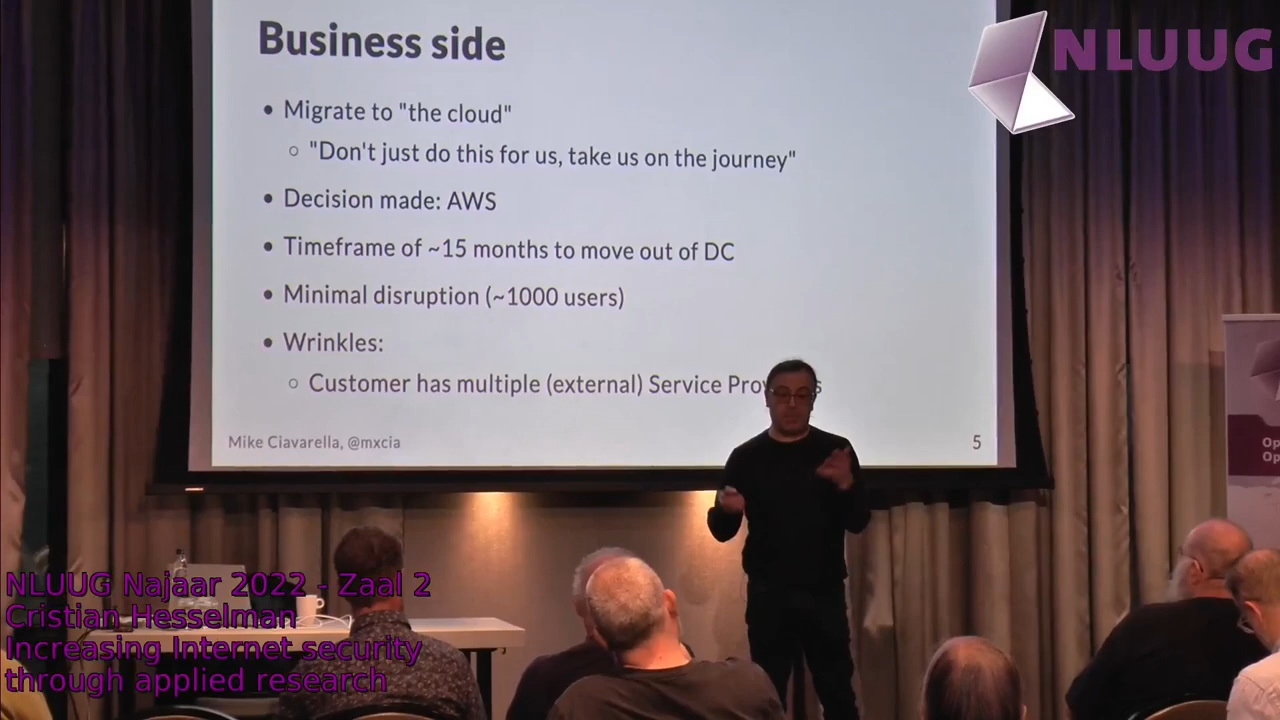 Business side
NLUUG
• Migrate to "the cloud"
○ "Don't just do this for us, take us on the journey"
• Decision made: AWS
• Timeframe of ~15 months to move out of DC
• Minimal disruption (~1000 users)
• Wrinkles:
○ Customer has multiple (external) Service
Mike Ciavarella, @mxcia
5
Op
Op
NLUUG Najaar 2022 - Zaal 2
Cristian Hesselman
Increasing Internet security
through applied research